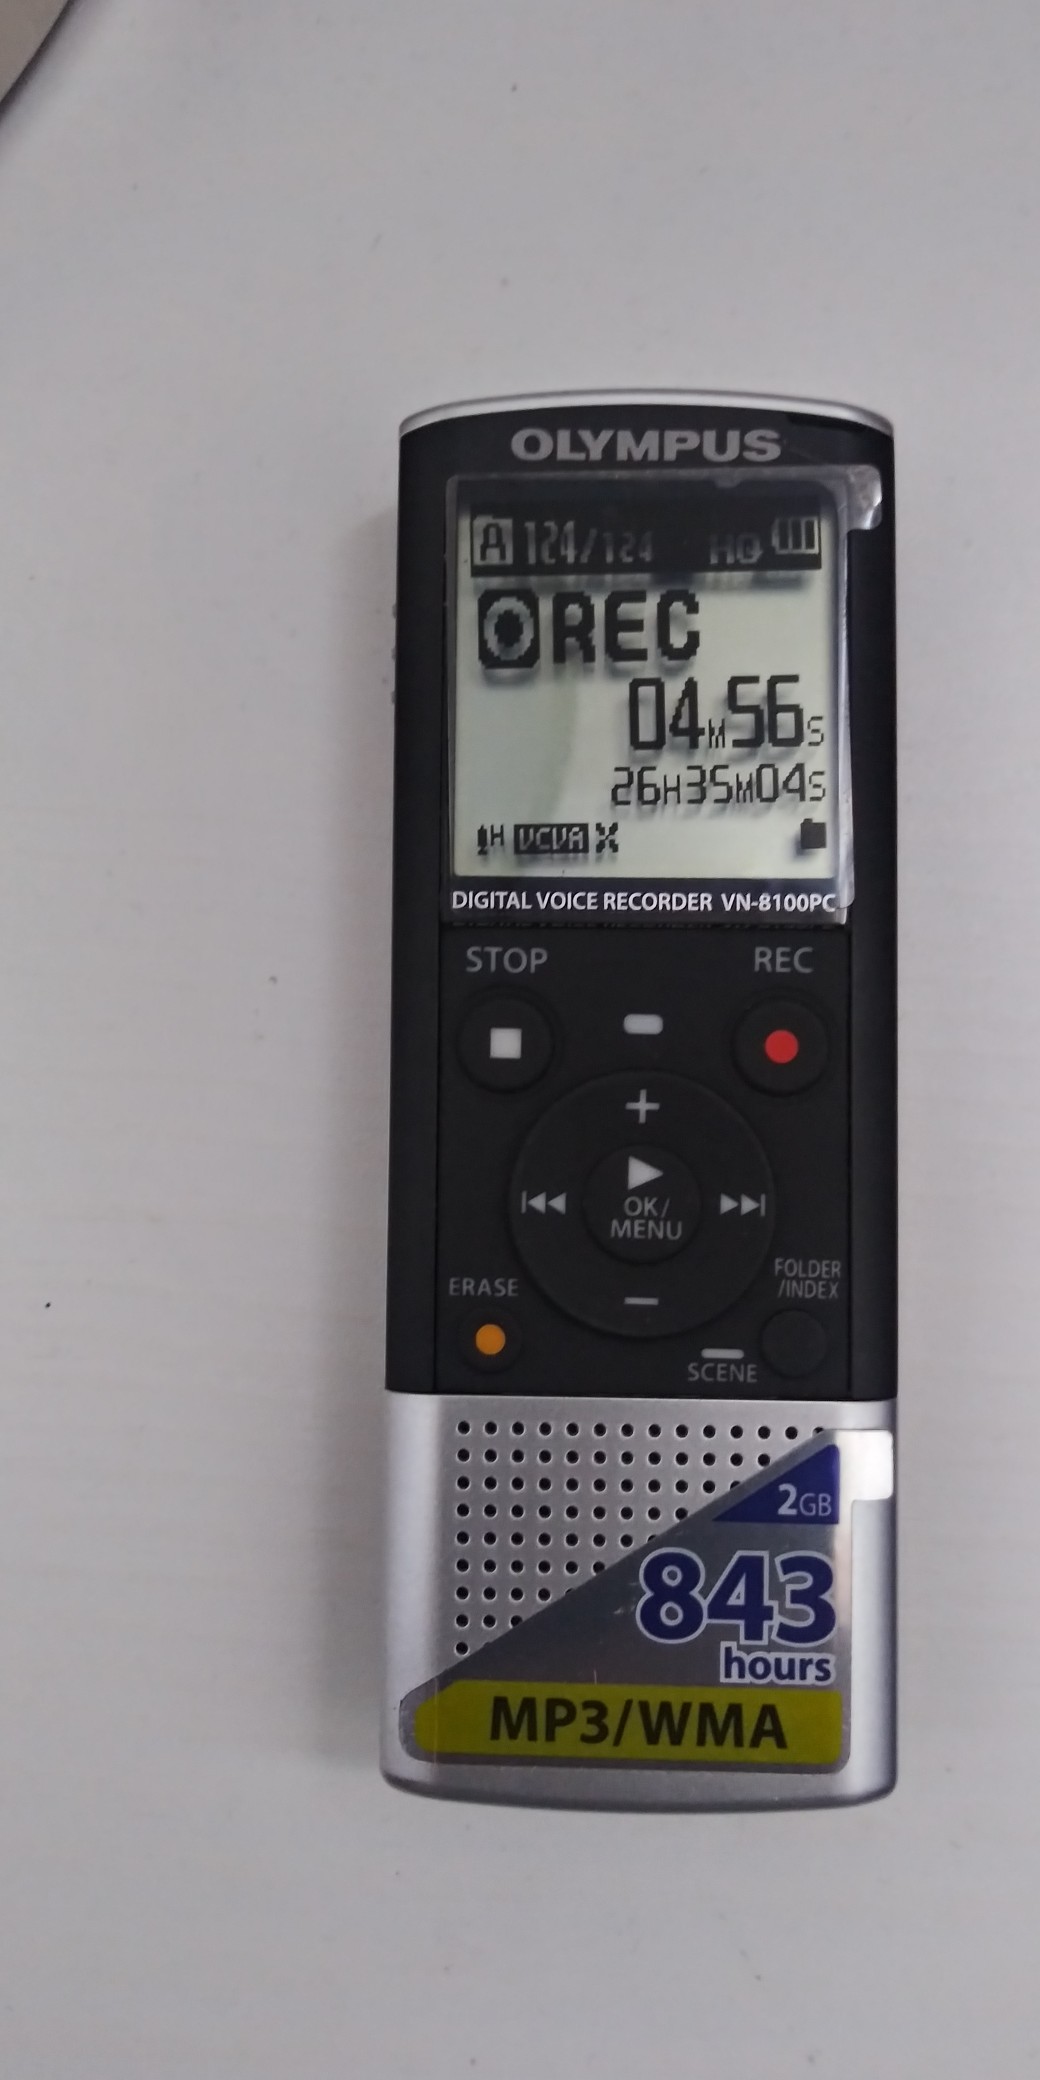 OLYMPUS
A 124/124 HQ
REC
04M56S
26H35M04S
H VCVA
DIGITAL VOICE RECORDER VN-8100PC
STOP REC
+
OK/
MENU
FOLDER
/INDEX
ERASE
−
SCENE
2GB
843
hours
MP3/WMA